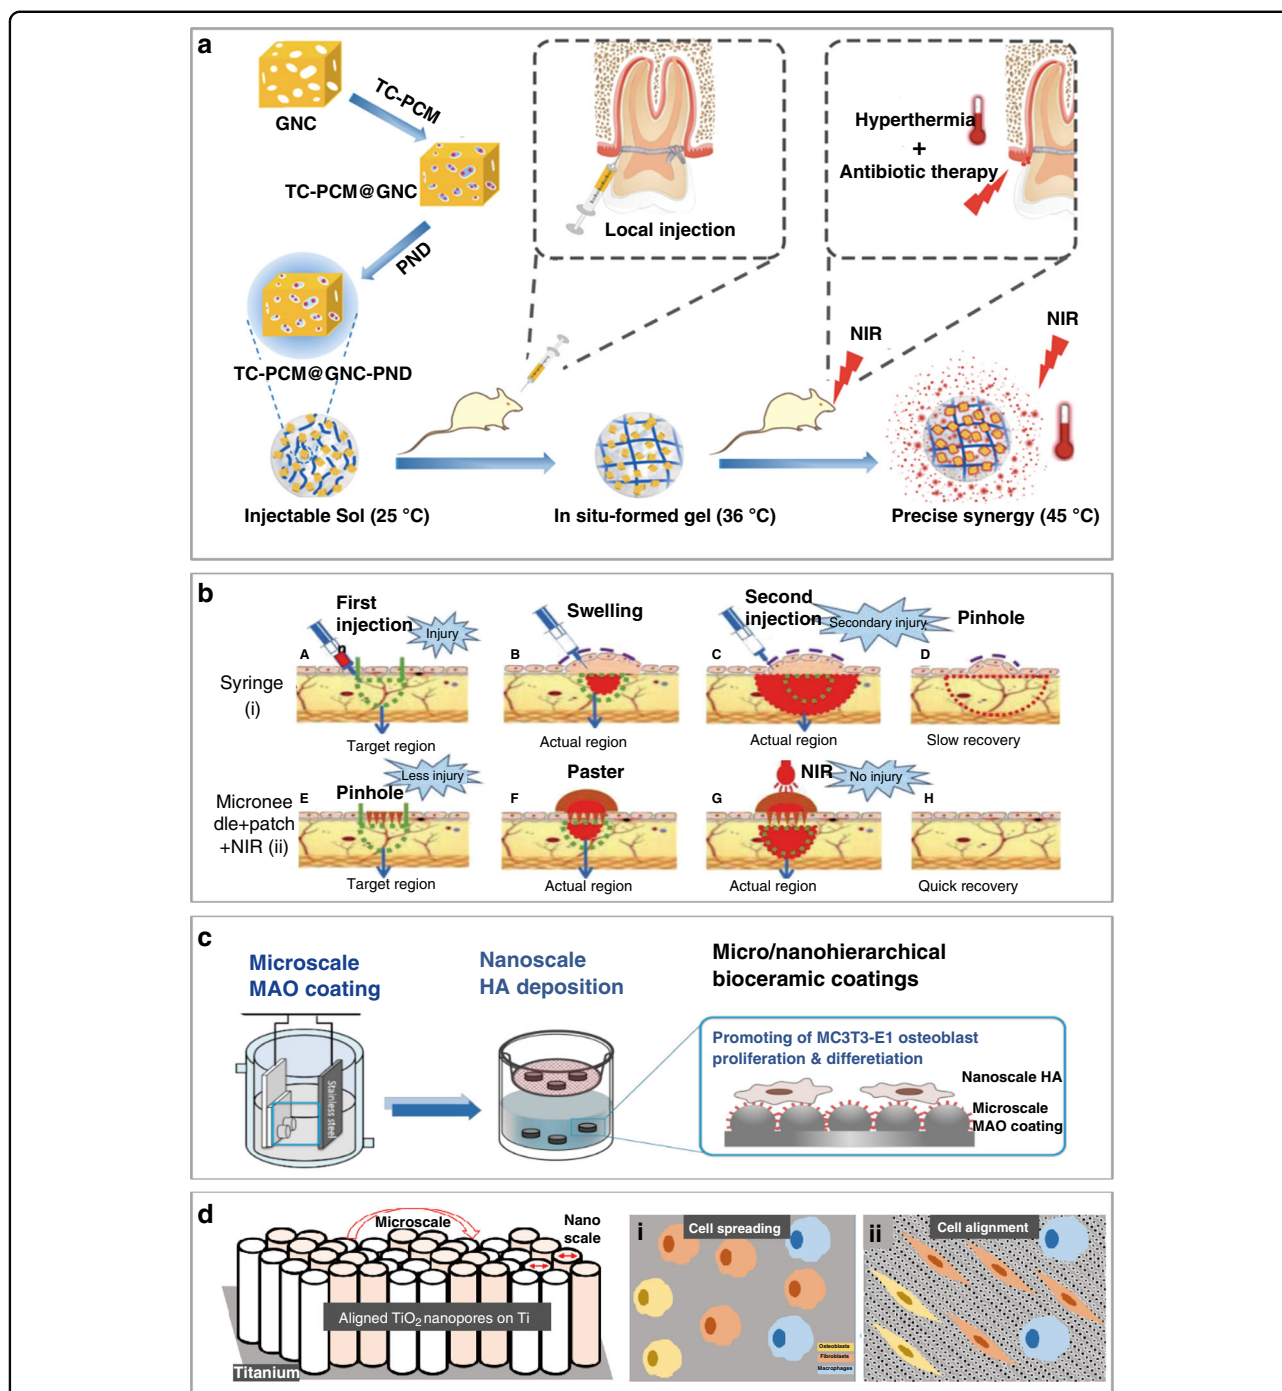 a
GNC
TC-PCM
TC-PCM@GNC
PND
TC-PCM@GNC-PND
Local injection
Hyperthermia
+
Antibiotic therapy
NIR
NIR
Injectable Sol (25 °C)
In situ-formed gel (36 °C)
Precise synergy (45 °C)
b
Syringe
(i)
First
injection
Injury
A
Target region
Swelling
B
Actual region
Second
injection
Secondary injury
C
Actual region
Pinhole
D
Slow recovery
Micronee
dle+patch
+NIR (ii)
Less injury
Pinhole
E
Target region
Paster
F
Actual region
NIR
No injury
G
Actual region
H
Quick recovery
c
Microscale
MAO coating
Stainless steel
Nanoscale
HA deposition
Micro/nanohierarchical
bioceramic coatings
Promoting of MC3T3-E1 osteoblast
proliferation & differetiation
Nanoscale HA
Microscale
MAO coating
d
Microscale
Nano
scale
Aligned TiO₂ nanopores on Ti
Titanium
i
Cell spreading
Osteoblasts
Fibroblasts
Macrophages
ii
Cell alignment